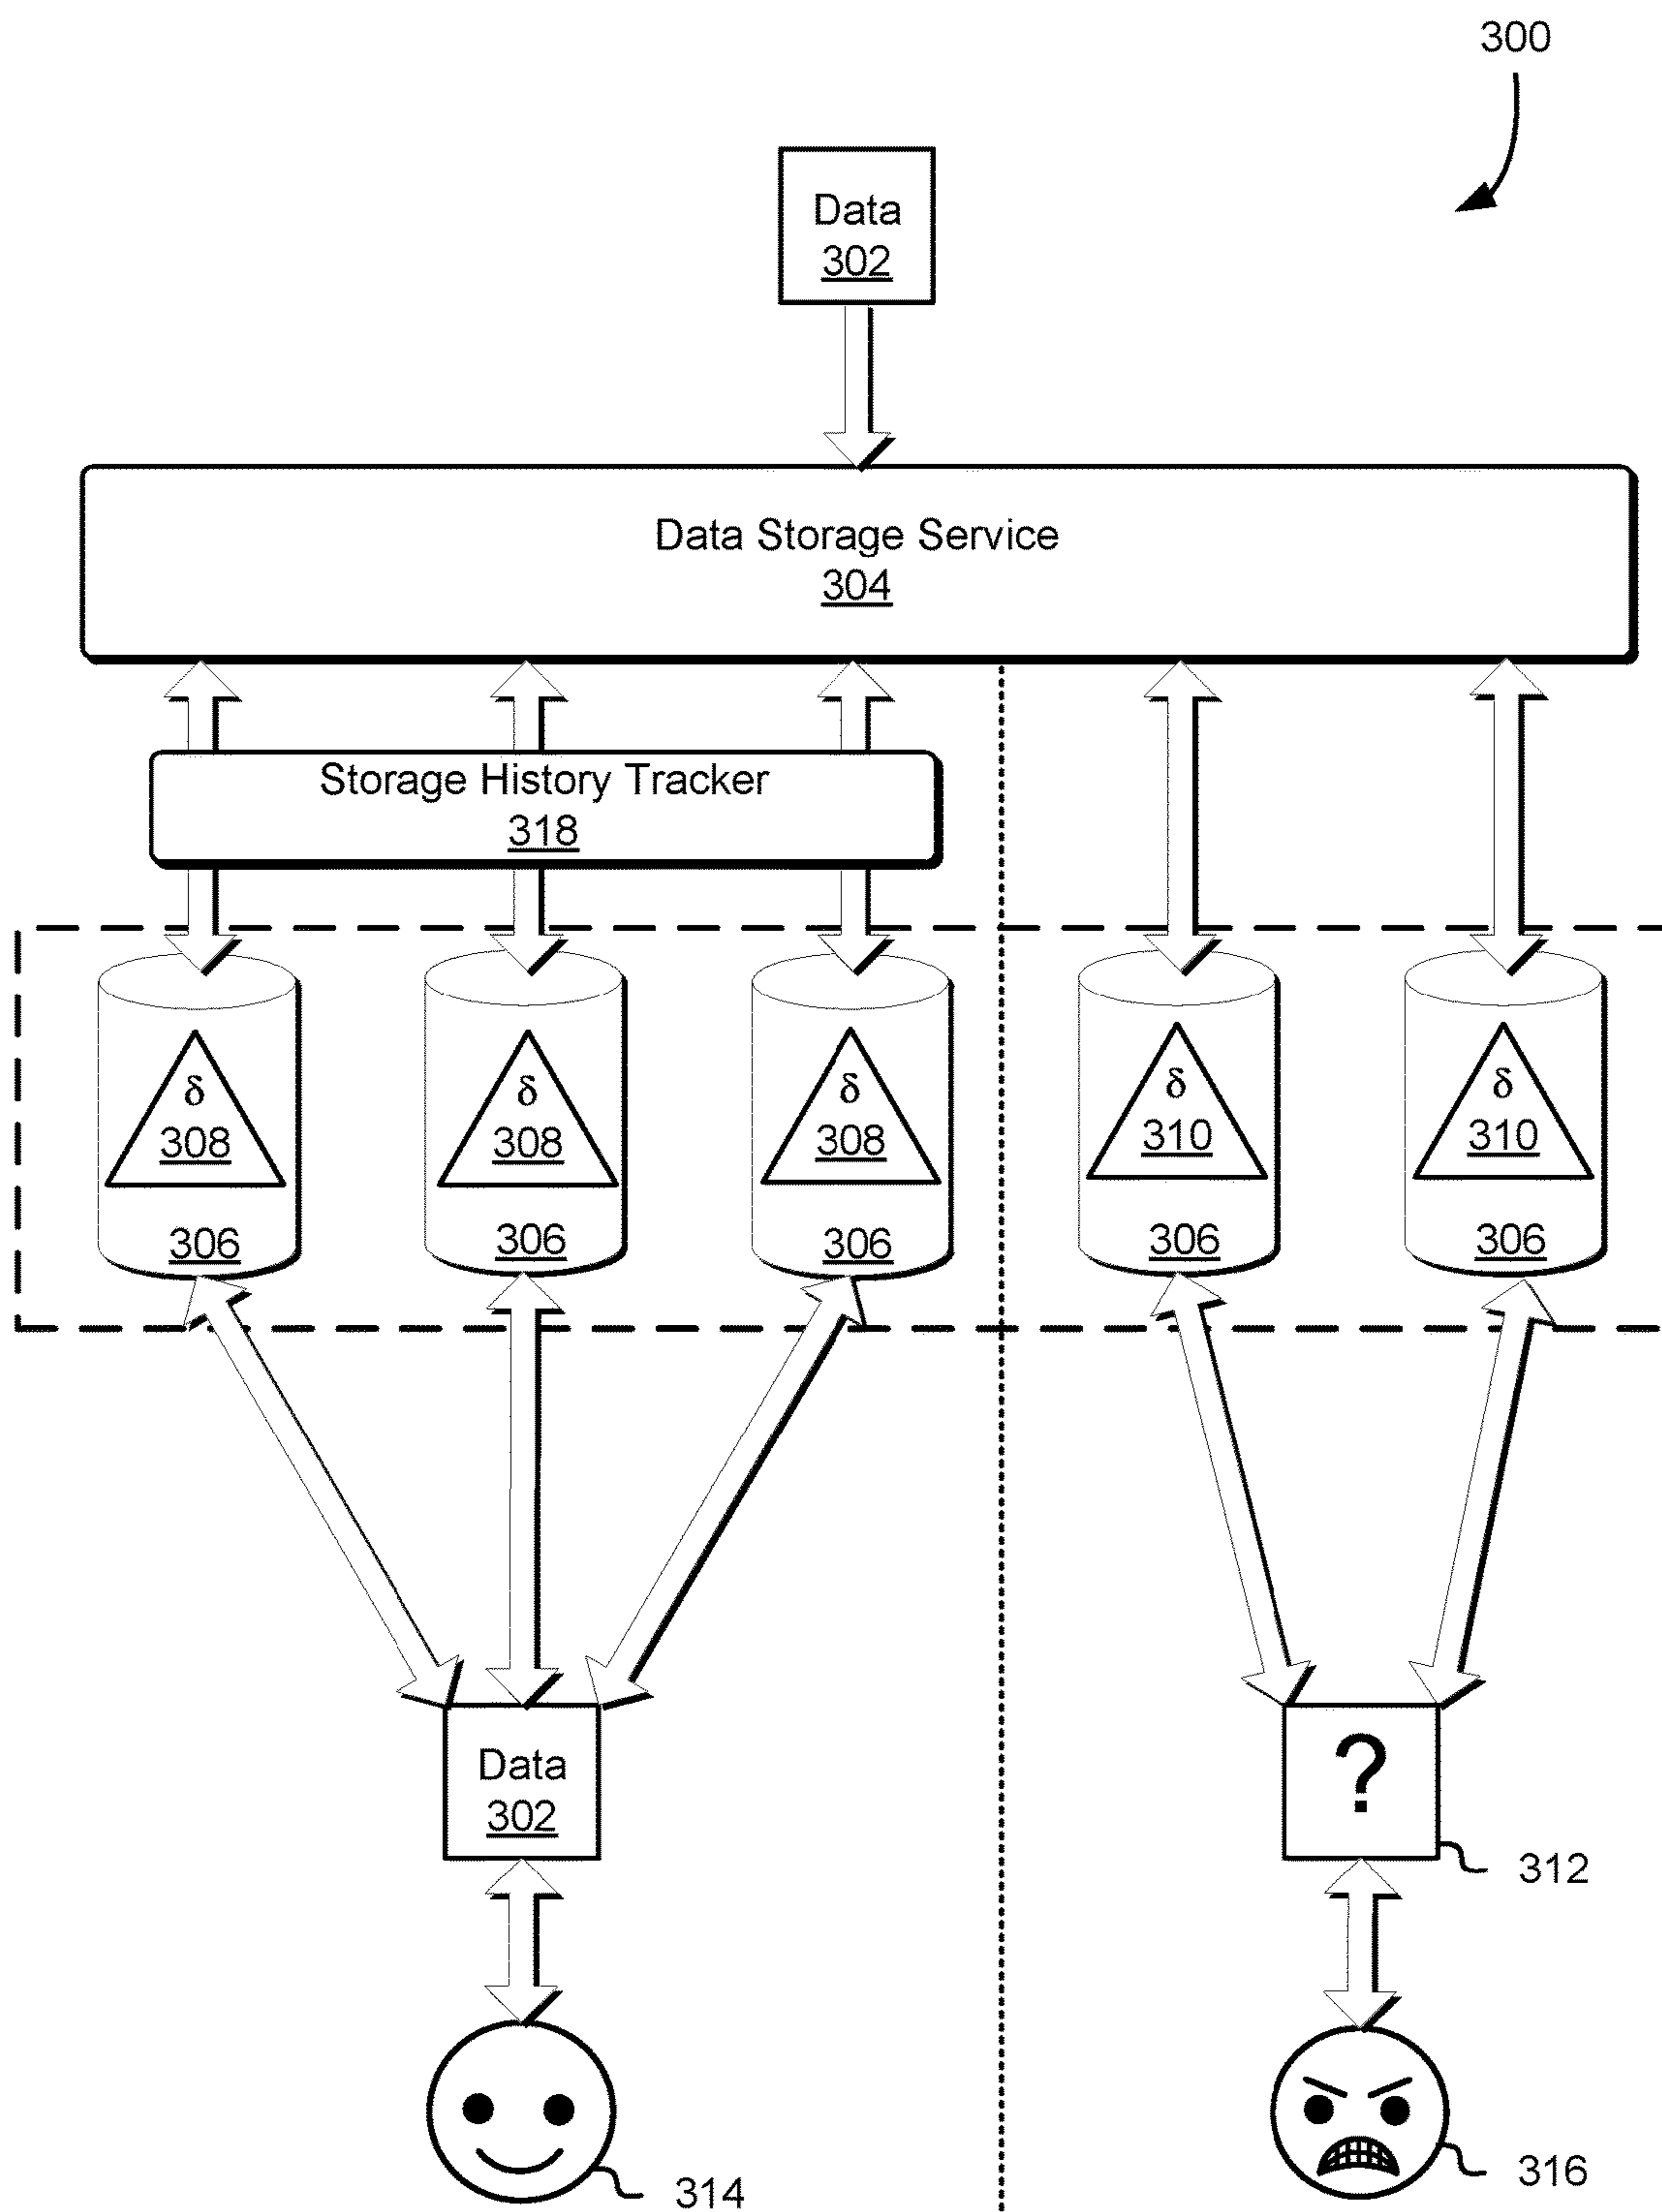 300
Data
302
Data Storage Service
304
Storage History Tracker
318
δ
308
306
δ
308
306
δ
308
306
δ
310
306
δ
310
306
Data
302
?
312
314
316